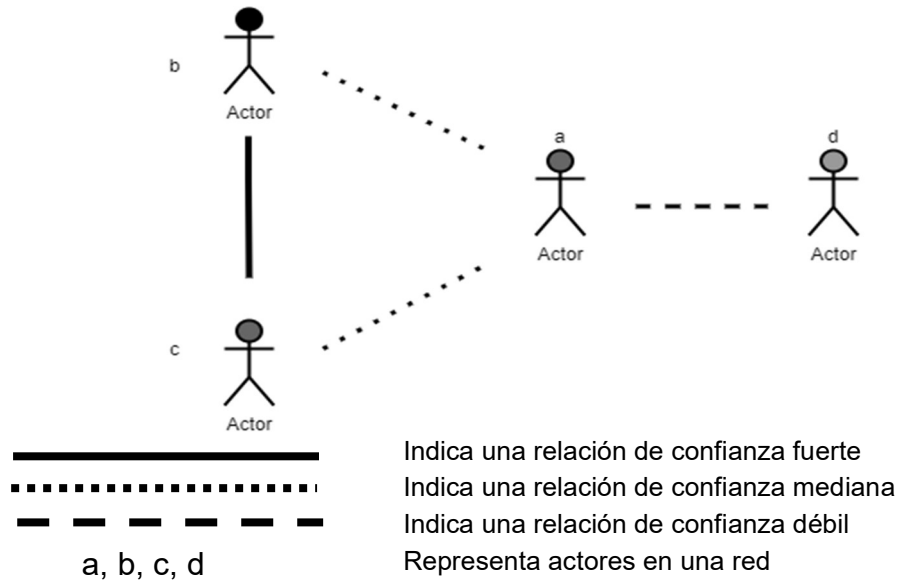 b
Actor
a
d
Actor
Actor
c
Actor
Indica una relación de confianza fuerte
Indica una relación de confianza mediana
Indica una relación de confianza débil
a, b, c, d
Representa actores en una red